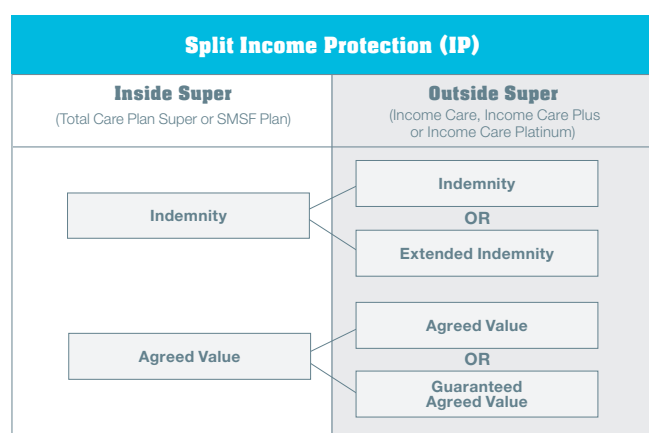 Split Income Protection (IP)
Inside Super
(Total Care Plan Super or SMSF Plan)
Outside Super
(Income Care, Income Care Plus
or Income Care Platinum)
Indemnity
Indemnity
OR
Extended Indemnity
Agreed Value
Agreed Value
OR
Guaranteed
Agreed Value